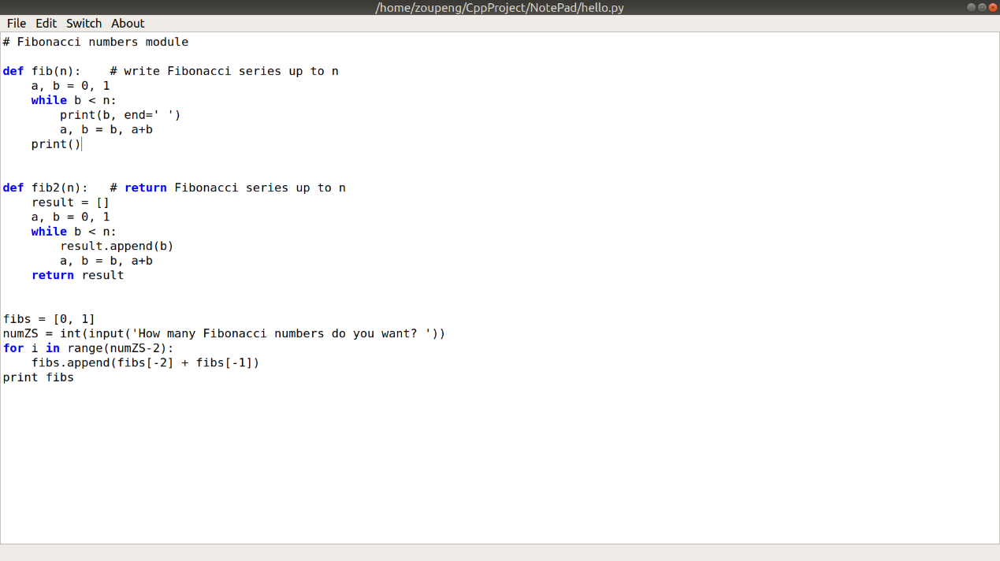 /home/zoupeng/CppProject/NotePad/hello.py
File Edit Switch About
# Fibonacci numbers module

def fib(n):    # write Fibonacci series up to n
    a, b = 0, 1
    while b < n:
        print(b, end=' ')
        a, b = b, a+b
    print()


def fib2(n):   # return Fibonacci series up to n
    result = []
    a, b = 0, 1
    while b < n:
        result.append(b)
        a, b = b, a+b
    return result


fibs = [0, 1]
numZS = int(input('How many Fibonacci numbers do you want? '))
for i in range(numZS-2):
    fibs.append(fibs[-2] + fibs[-1])
print fibs